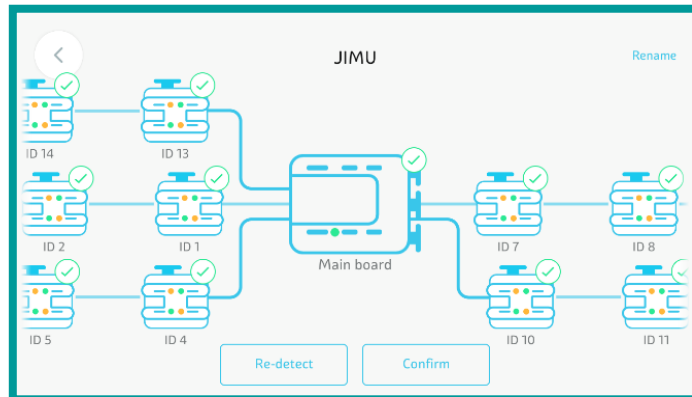 JIMU
Rename
ID 14
ID 13
ID 2
ID 1
ID 7
ID 8
Main board
ID 5
ID 4
ID 10
ID 11
Re-detect
Confirm